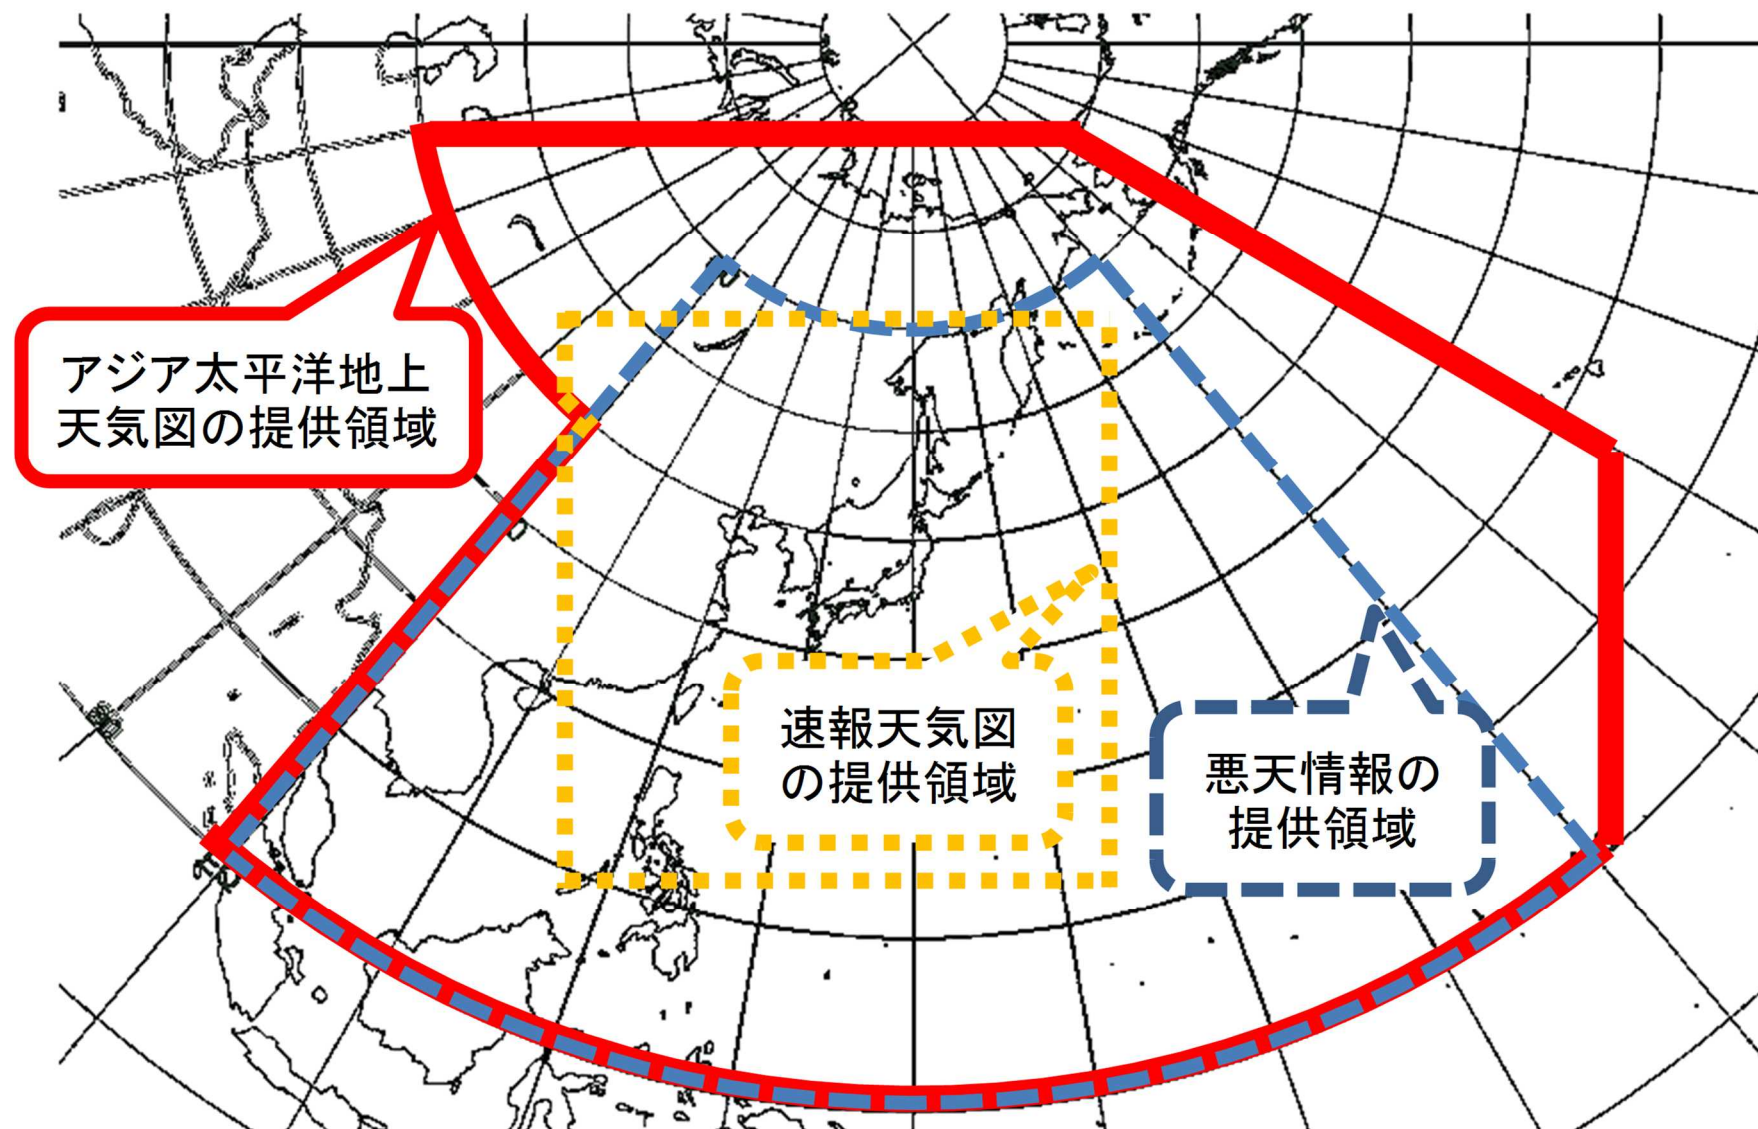 アジア太平洋地上
天気図の提供領域
速報天気図
の提供領域
悪天情報の
提供領域